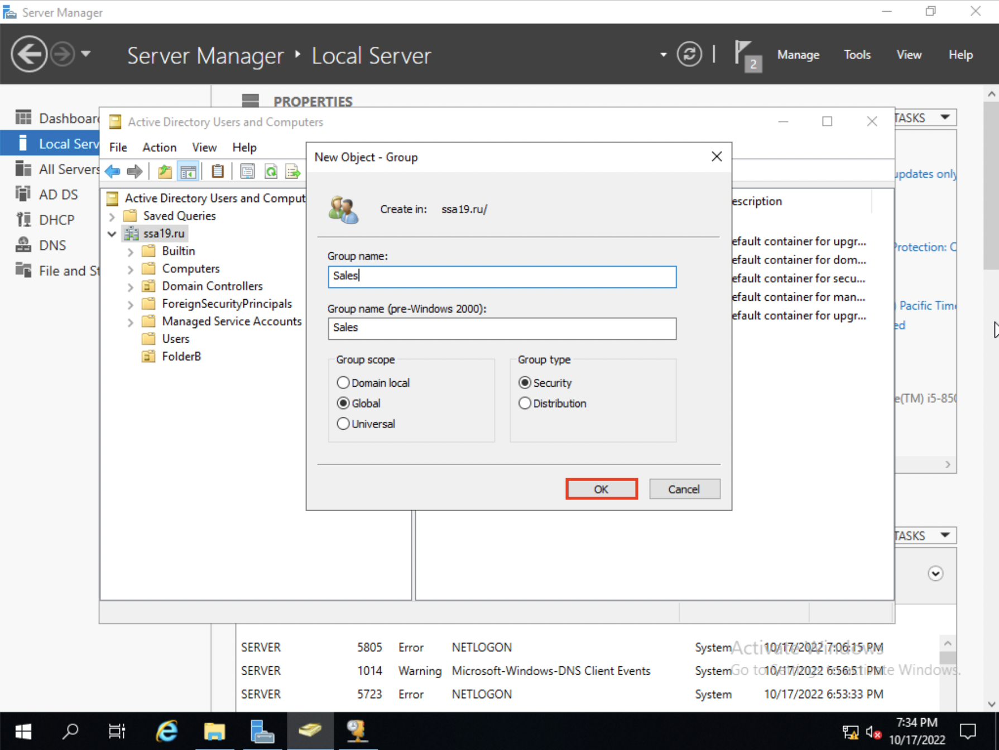 Server Manager
Server Manager ‣ Local Server
2
Manage
Tools
View
Help
PROPERTIES
TASKS
Dashboard
Local Serv
All Servers
AD DS
DHCP
DNS
File and St
Active Directory Users and Computers
File
Action
View
Help
Active Directory Users and Comput
Saved Queries
ssa19.ru
Builtin
Computers
Domain Controllers
ForeignSecurityPrincipals
Managed Service Accounts
Users
FolderB
New Object - Group
Create in: ssa19.ru/
Group name:
Sales
Group name (pre-Windows 2000):
Sales
Group scope
Domain local
Global
Universal
Group type
Security
Distribution
OK
Cancel
escription
efault container for upgr...
efault container for dom...
efault container for secu...
efault container for man...
efault container for upgr...
updates only
Protection: C
) Pacific Time
ed
e(TM) i5-850
TASKS
SERVER 5805 Error NETLOGON System 10/17/2022 7:06:15 PM
SERVER 1014 Warning Microsoft-Windows-DNS Client Events System 10/17/2022 6:56:51 PM
SERVER 5723 Error NETLOGON System 10/17/2022 6:53:33 PM
Activate Windows
Go to Settings to activate Windows.
7:34 PM
10/17/2022